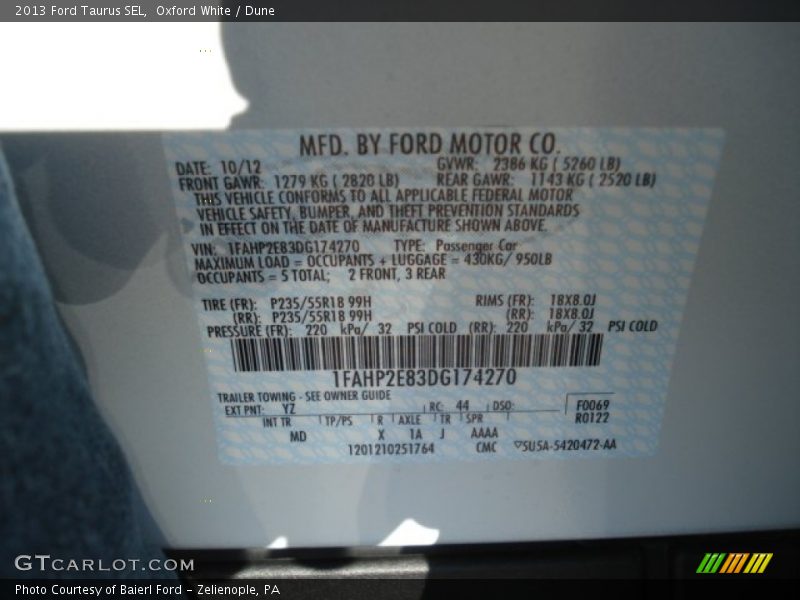 2013 Ford Taurus SEL, Oxford White / Dune
MFD. BY FORD MOTOR CO.
DATE: 10/12 GVWR: 2386 KG ( 5260 LB)
FRONT GAWR: 1279 KG ( 2820 LB) REAR GAWR: 1143 KG ( 2520 LB)
THIS VEHICLE CONFORMS TO ALL APPLICABLE FEDERAL MOTOR
VEHICLE SAFETY, BUMPER, AND THEFT PREVENTION STANDARDS
IN EFFECT ON THE DATE OF MANUFACTURE SHOWN ABOVE.
VIN: 1FAHP2E83DG174270 TYPE: Passenger Car
MAXIMUM LOAD = OCCUPANTS + LUGGAGE = 430KG/ 950LB
OCCUPANTS = 5 TOTAL; 2 FRONT, 3 REAR
TIRE (FR): P235/55R18 99H RIMS (FR): 18X8.0J
(RR): P235/55R18 99H (RR): 18X8.0J
PRESSURE (FR): 220 kPa/ 32 PSI COLD (RR): 220 kPa/ 32 PSI COLD
1FAHP2E83DG174270
TRAILER TOWING - SEE OWNER GUIDE
EXT PNT: YZ RC: 44 DSO: F0069
INT TR TP/PS R AXLE TR SPR R0122
MD X 1A J AAAA
1201210251764 CMC ▽5U5A-5420472-AA
GTCARLOT.COM
Photo Courtesy of Baierl Ford - Zelienople, PA